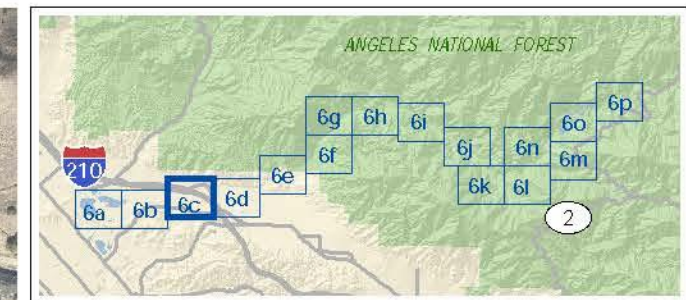 ANGELES NATIONAL FOREST
6p
6g 6h 6i 6o
6j 6n
6f 6m
210
6e
6k 6l
6a 6b 6c 6d
2